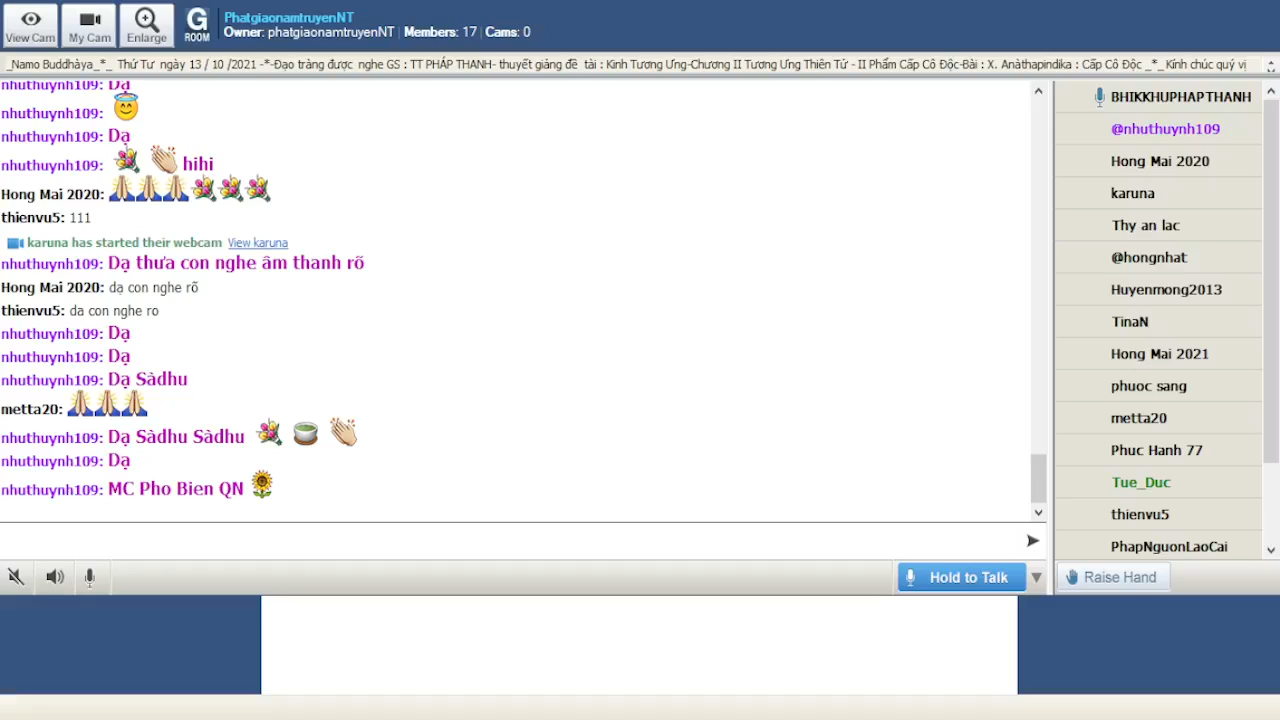 View Cam
My Cam
Enlarge
G ROOM
PhatgiaonamtruyenNT
Owner: phatgiaonamtruyenNT | Members: 17 | Cams: 0
_Namo Buddhàya_*_ Thứ Tư ngày 13 / 10 /2021 -*-Đạo tràng được nghe GS : TT PHÁP THANH- thuyết giảng đề tài : Kinh Tương Ưng-Chương II Tương Ưng Thiên Tử - II Phẩm Cấp Cô Độc-Bài : X. Anàthapindika : Cấp Cô Độc _*_Kính chúc quý vị
nhuthuynh109: Dạ
nhuthuynh109:
nhuthuynh109: Dạ
nhuthuynh109: hihi
Hong Mai 2020:
thienvu5: 111
karuna has started their webcam View karuna
nhuthuynh109: Dạ thưa con nghe âm thanh rõ
Hong Mai 2020: dạ con nghe rõ
thienvu5: da con nghe ro
nhuthuynh109: Dạ
nhuthuynh109: Dạ
nhuthuynh109: Dạ Sàdhu
metta20:
nhuthuynh109: Dạ Sàdhu Sàdhu
nhuthuynh109: Dạ
nhuthuynh109: MC Pho Bien QN
Hold to Talk
BHIKKHUPHAPTHANH
@nhuthuynh109
Hong Mai 2020
karuna
Thy an lac
@hongnhat
Huyenmong2013
TinaN
Hong Mai 2021
phuoc sang
metta20
Phuc Hanh 77
Tue_Duc
thienvu5
PhapNguonLaoCai
Raise Hand